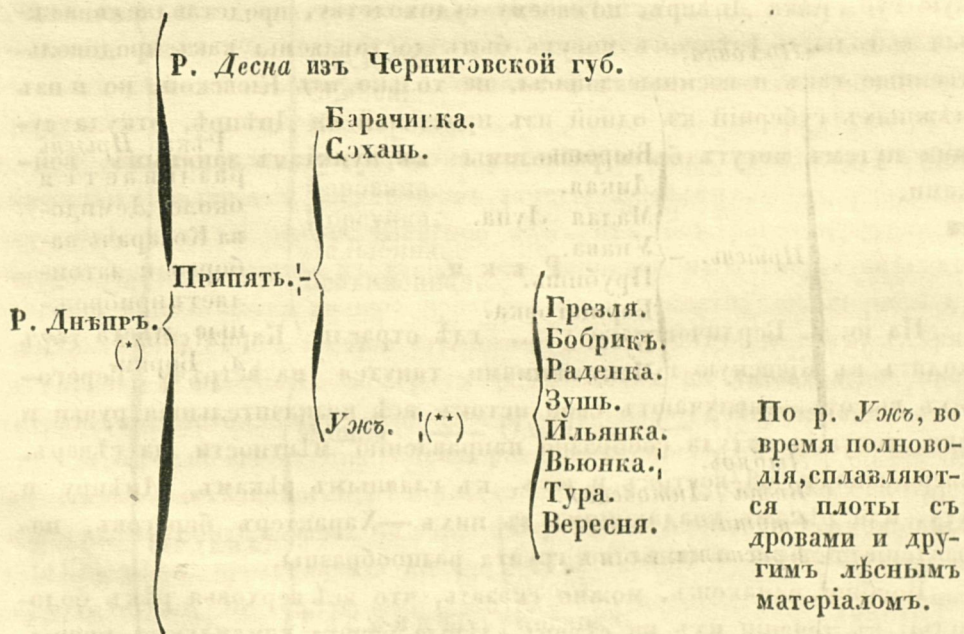 Р. Десна изъ Черниговской губ.
Барачинка.
Сэхань.
Припять.
Р. Днѣпръ.
(·)
Ужъ. (·)
Грезля.
Бобрикъ.
Раденка.
Зушь.
Ильянка.
Вьюнка.
Тура.
Вересня.
По р. Ужъ, во
время полново-
дія, сплавляют-
ся плоты съ
дровами и дру-
гимъ лѣснымъ
матеріаломъ.